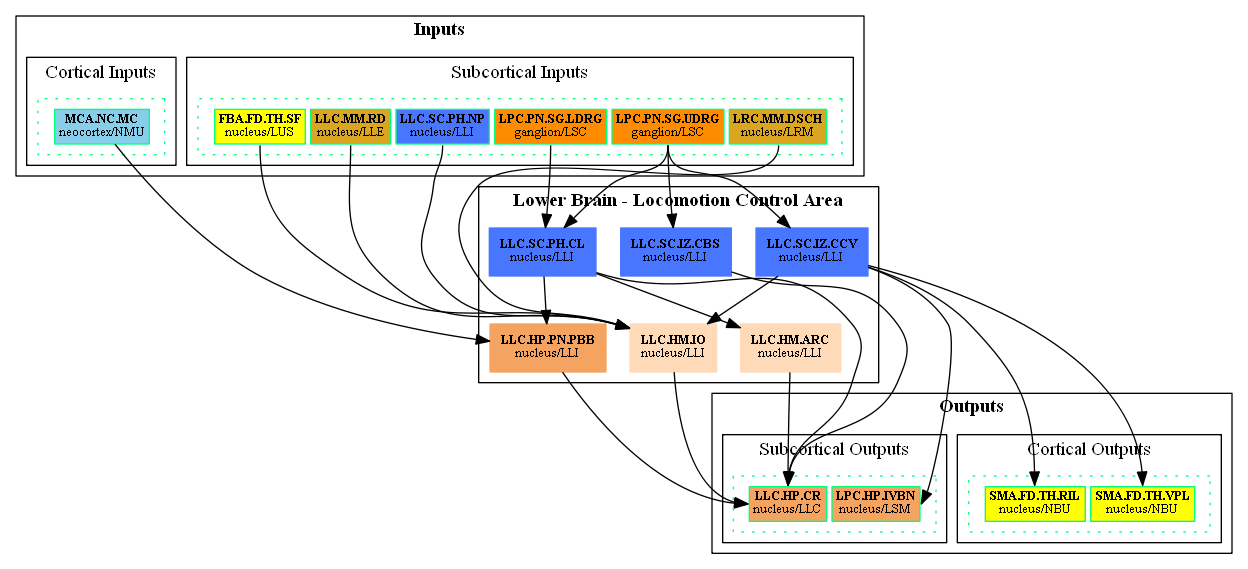 Inputs
Cortical Inputs
Subcortical Inputs
MCA.NC.MC
neocortex/NMU
FBA.FD.TH.SF
nucleus/LUS
LLC.MM.RD
nucleus/LLE
LLC.SC.PH.NP
nucleus/LLI
LPC.PN.SG.LDRG
ganglion/LSC
LPC.PN.SG.UDRG
ganglion/LSC
LRC.MM.DSCH
nucleus/LRM
Lower Brain - Locomotion Control Area
LLC.SC.PH.CL
nucleus/LLI
LLC.SC.IZ.CBS
nucleus/LLI
LLC.SC.IZ.CCV
nucleus/LLI
LLC.HP.PN.PBB
nucleus/LLI
LLC.HM.IO
nucleus/LLI
LLC.HM.ARC
nucleus/LLI
Outputs
Subcortical Outputs
Cortical Outputs
LLC.HP.CR
nucleus/LLC
LPC.HP.IVBN
nucleus/LSM
SMA.FD.TH.RIL
nucleus/NBU
SMA.FD.TH.VPL
nucleus/NBU